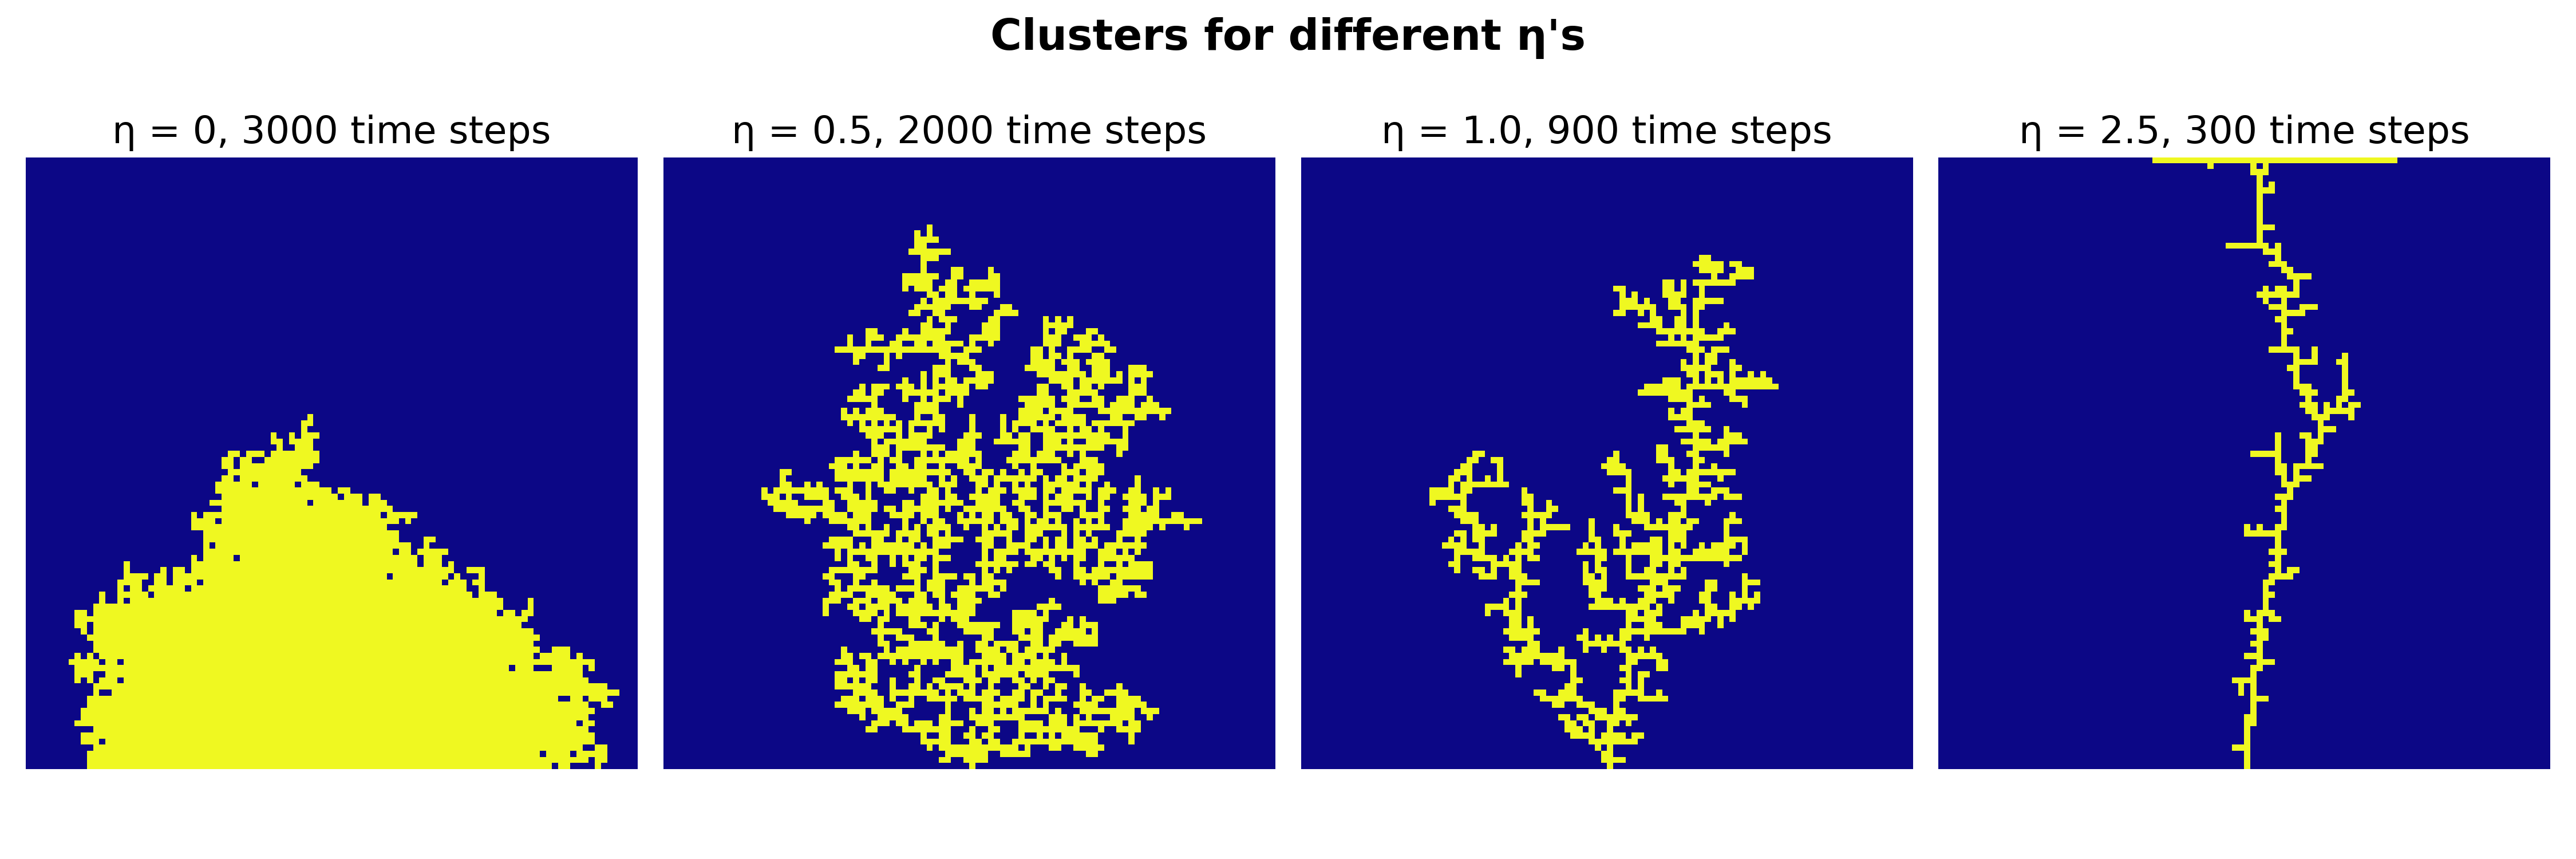 Clusters for different η's
η = 0, 3000 time steps
η = 0.5, 2000 time steps
η = 1.0, 900 time steps
η = 2.5, 300 time steps